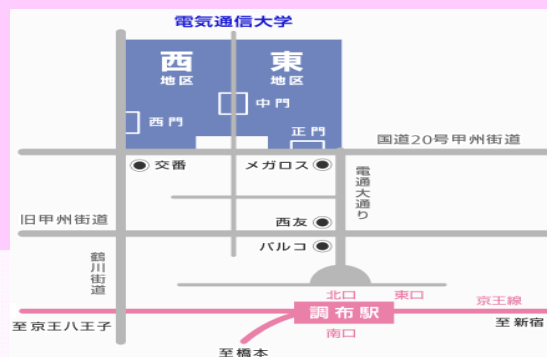 電気通信大学
西
地区
東
地区
中門
西門
正門
国道20号甲州街道
交番
メガロス
電通大通り
旧甲州街道
西友
パルコ
鶴川街道
北口
東口
京王線
調布駅
至新宿
至京王八王子
南口
至橋本